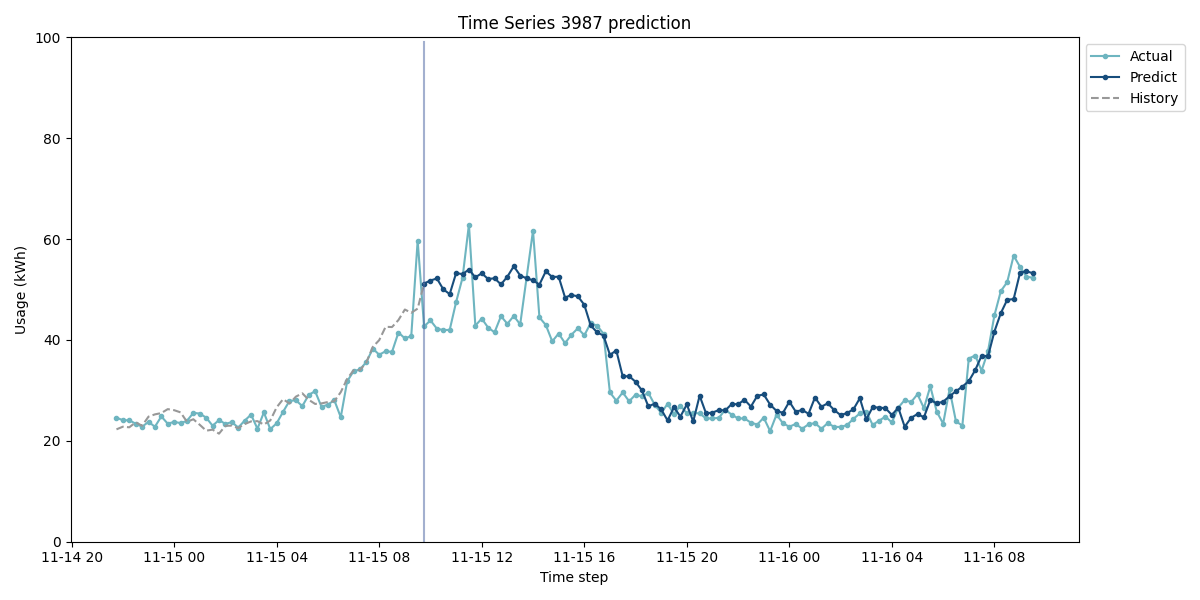 Time Series 3987 prediction
100
80
60
40
20
0
Usage (kWh)
11-14 20
11-15 00
11-15 04
11-15 08
11-15 12
11-15 16
11-15 20
11-16 00
11-16 04
11-16 08
Time step
Actual
Predict
History